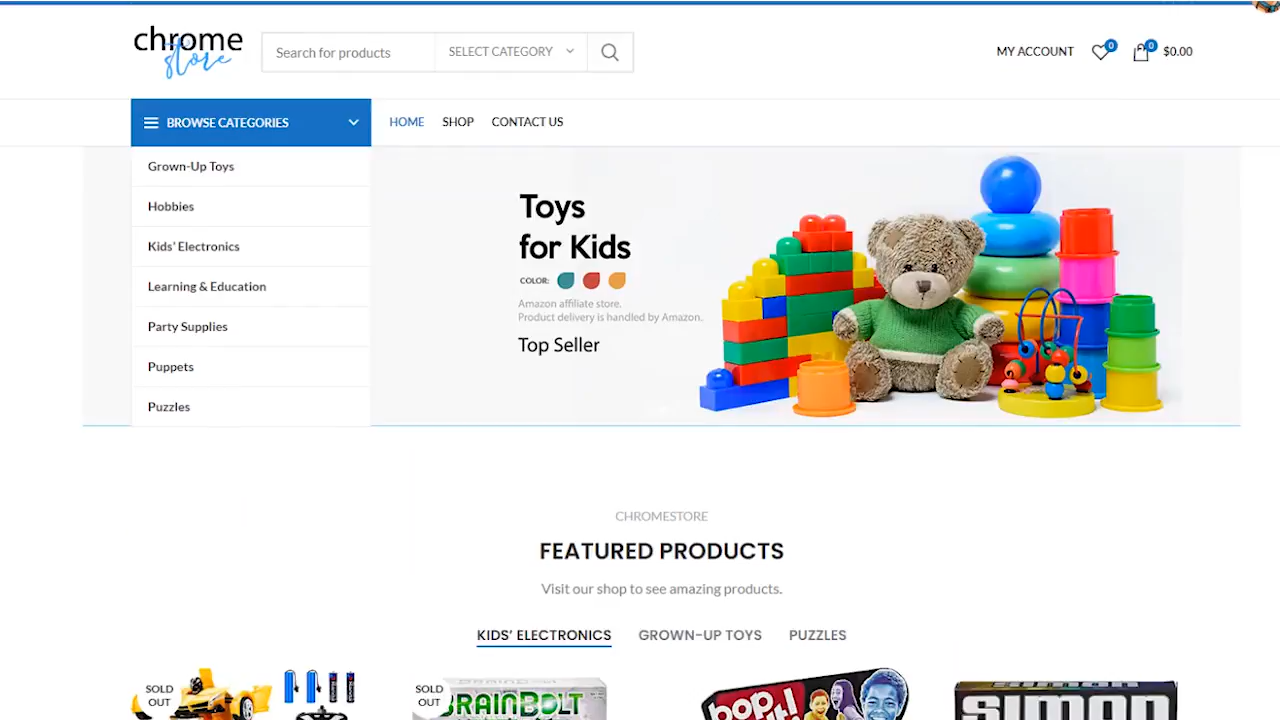 chrome
store
Search for products
SELECT CATEGORY
MY ACCOUNT
0
0
$0.00
BROWSE CATEGORIES
HOME
SHOP
CONTACT US
Grown-Up Toys
Hobbies
Kids' Electronics
Learning & Education
Party Supplies
Puppets
Puzzles
Toys
for Kids
COLOR:
Amazon affiliate store.
Product delivery is handled by Amazon.
Top Seller
CHROMESTORE
FEATURED PRODUCTS
Visit our shop to see amazing products.
KIDS' ELECTRONICS
GROWN-UP TOYS
PUZZLES
SOLD
OUT
SOLD
OUT
BRAINBOLT
bop
it!
SIMON